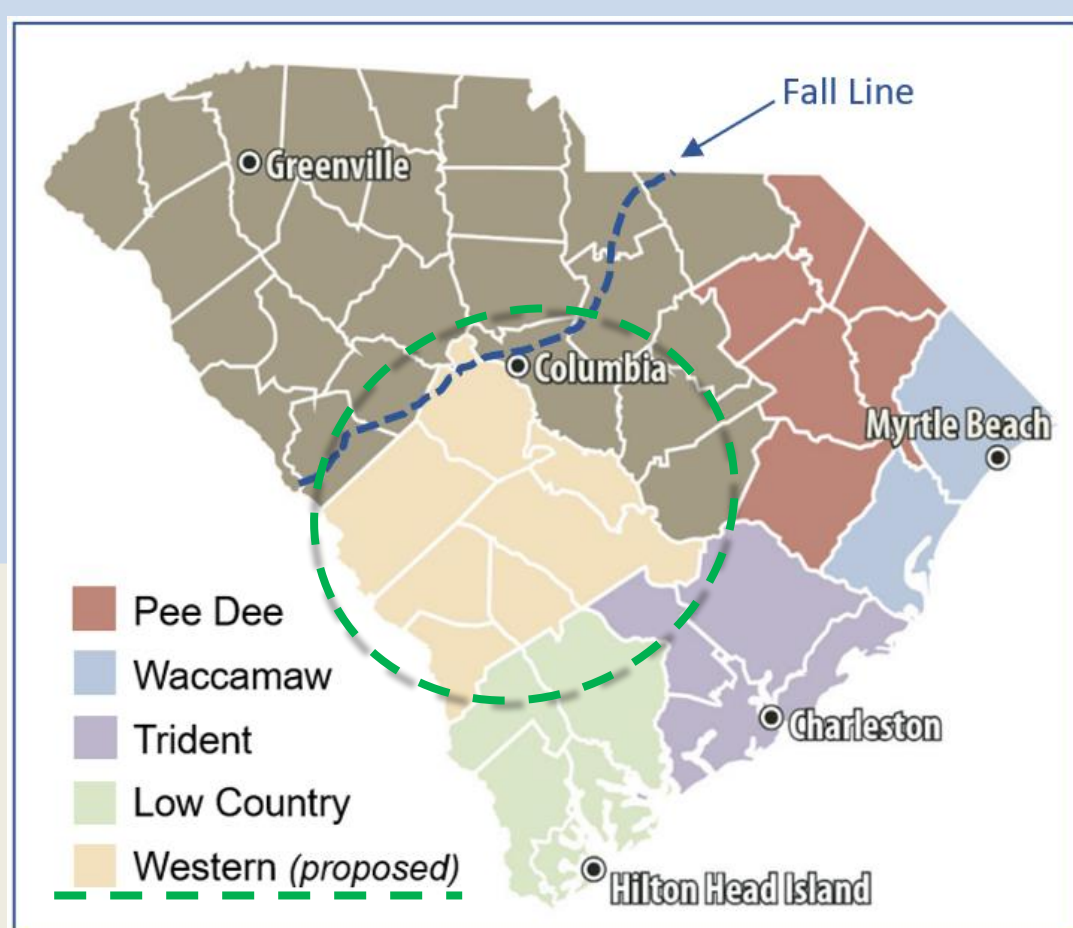 Fall Line
Greenville
Columbia
Myrtle Beach
Pee Dee
Waccamaw
Trident
Charleston
Low Country
Western (proposed)
Hilton Head Island